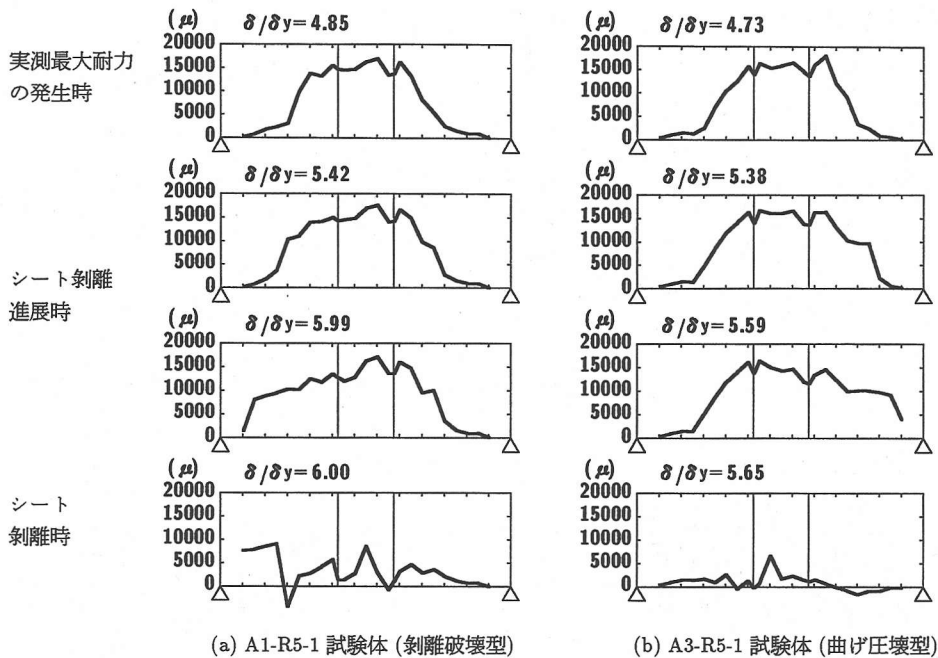 実測最大耐力
の発生時
(μ) δ/δy=4.85
20000
15000
10000
5000
0
(μ) δ/δy=4.73
20000
15000
10000
5000
0
シート剥離
進展時
(μ) δ/δy=5.42
20000
15000
10000
5000
0
(μ) δ/δy=5.38
20000
15000
10000
5000
0
(μ) δ/δy=5.99
20000
15000
10000
5000
0
(μ) δ/δy=5.59
20000
15000
10000
5000
0
シート
剥離時
(μ) δ/δy=6.00
20000
15000
10000
5000
0
(μ) δ/δy=5.65
20000
15000
10000
5000
0
(a) A1-R5-1 試験体 (剥離破壊型)
(b) A3-R5-1 試験体 (曲げ圧壊型)